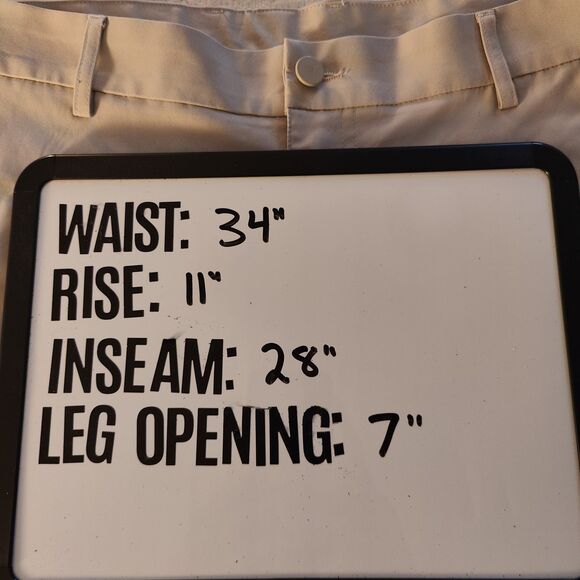 WAIST: 34"
RISE: 11"
INSEAM: 28"
LEG OPENING: 7"